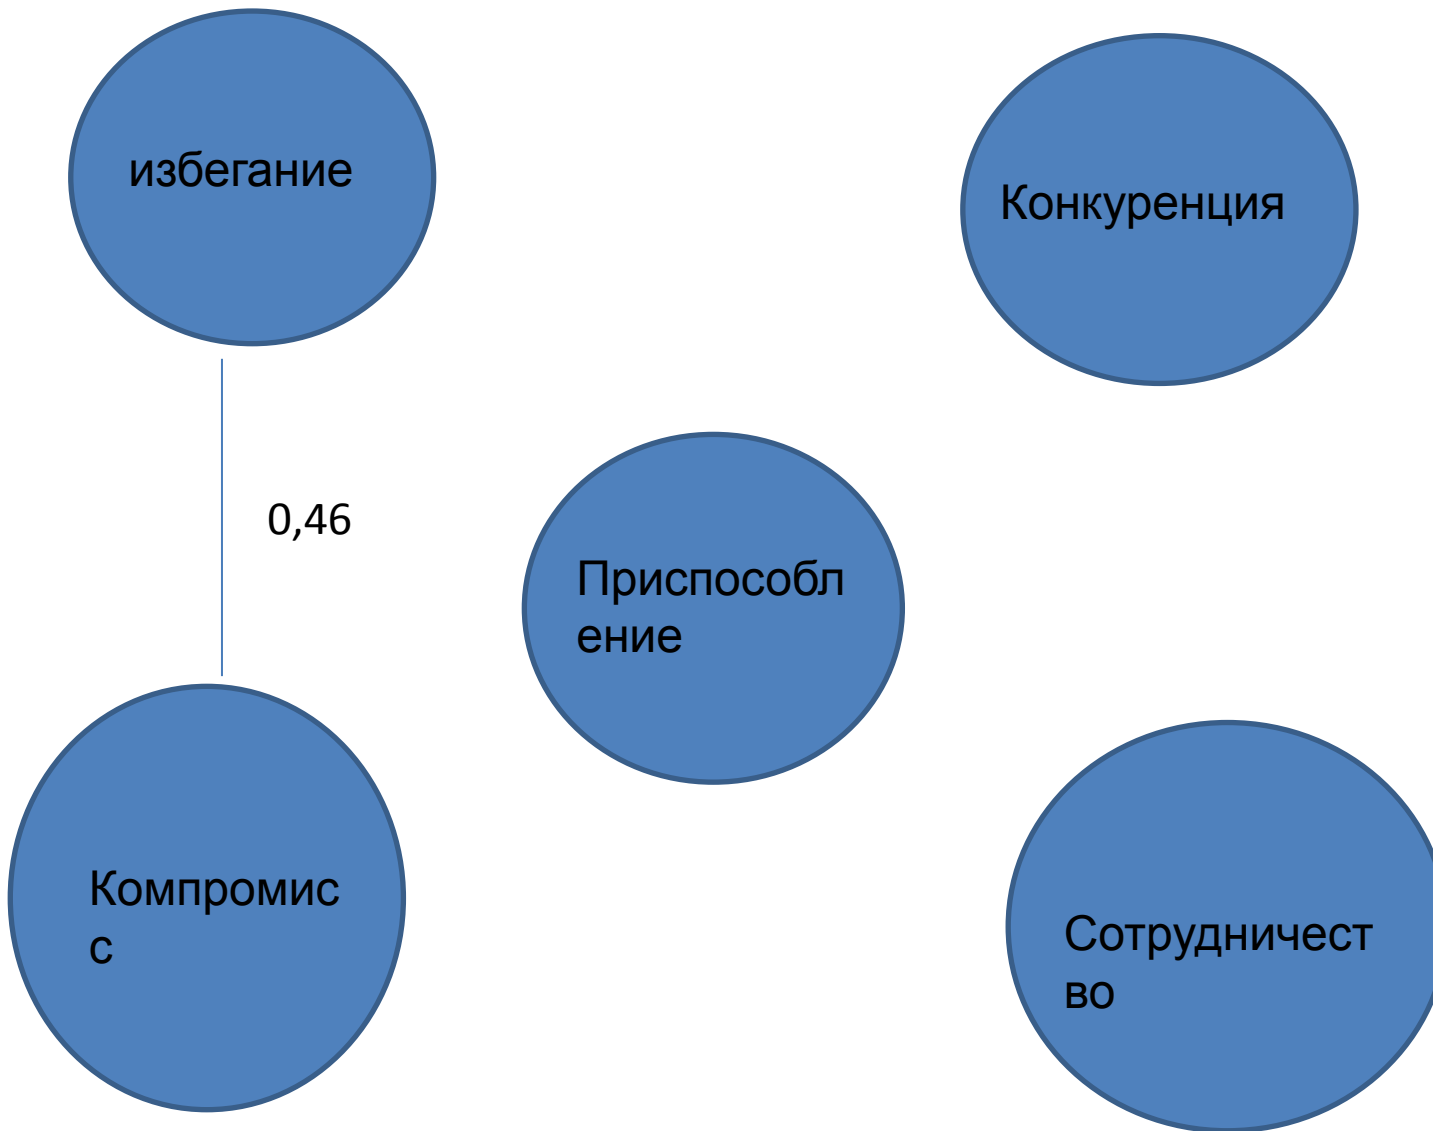 избегание
Конкуренция
0,46
Приспособл
ение
Компромис
с
Сотрудничест
во